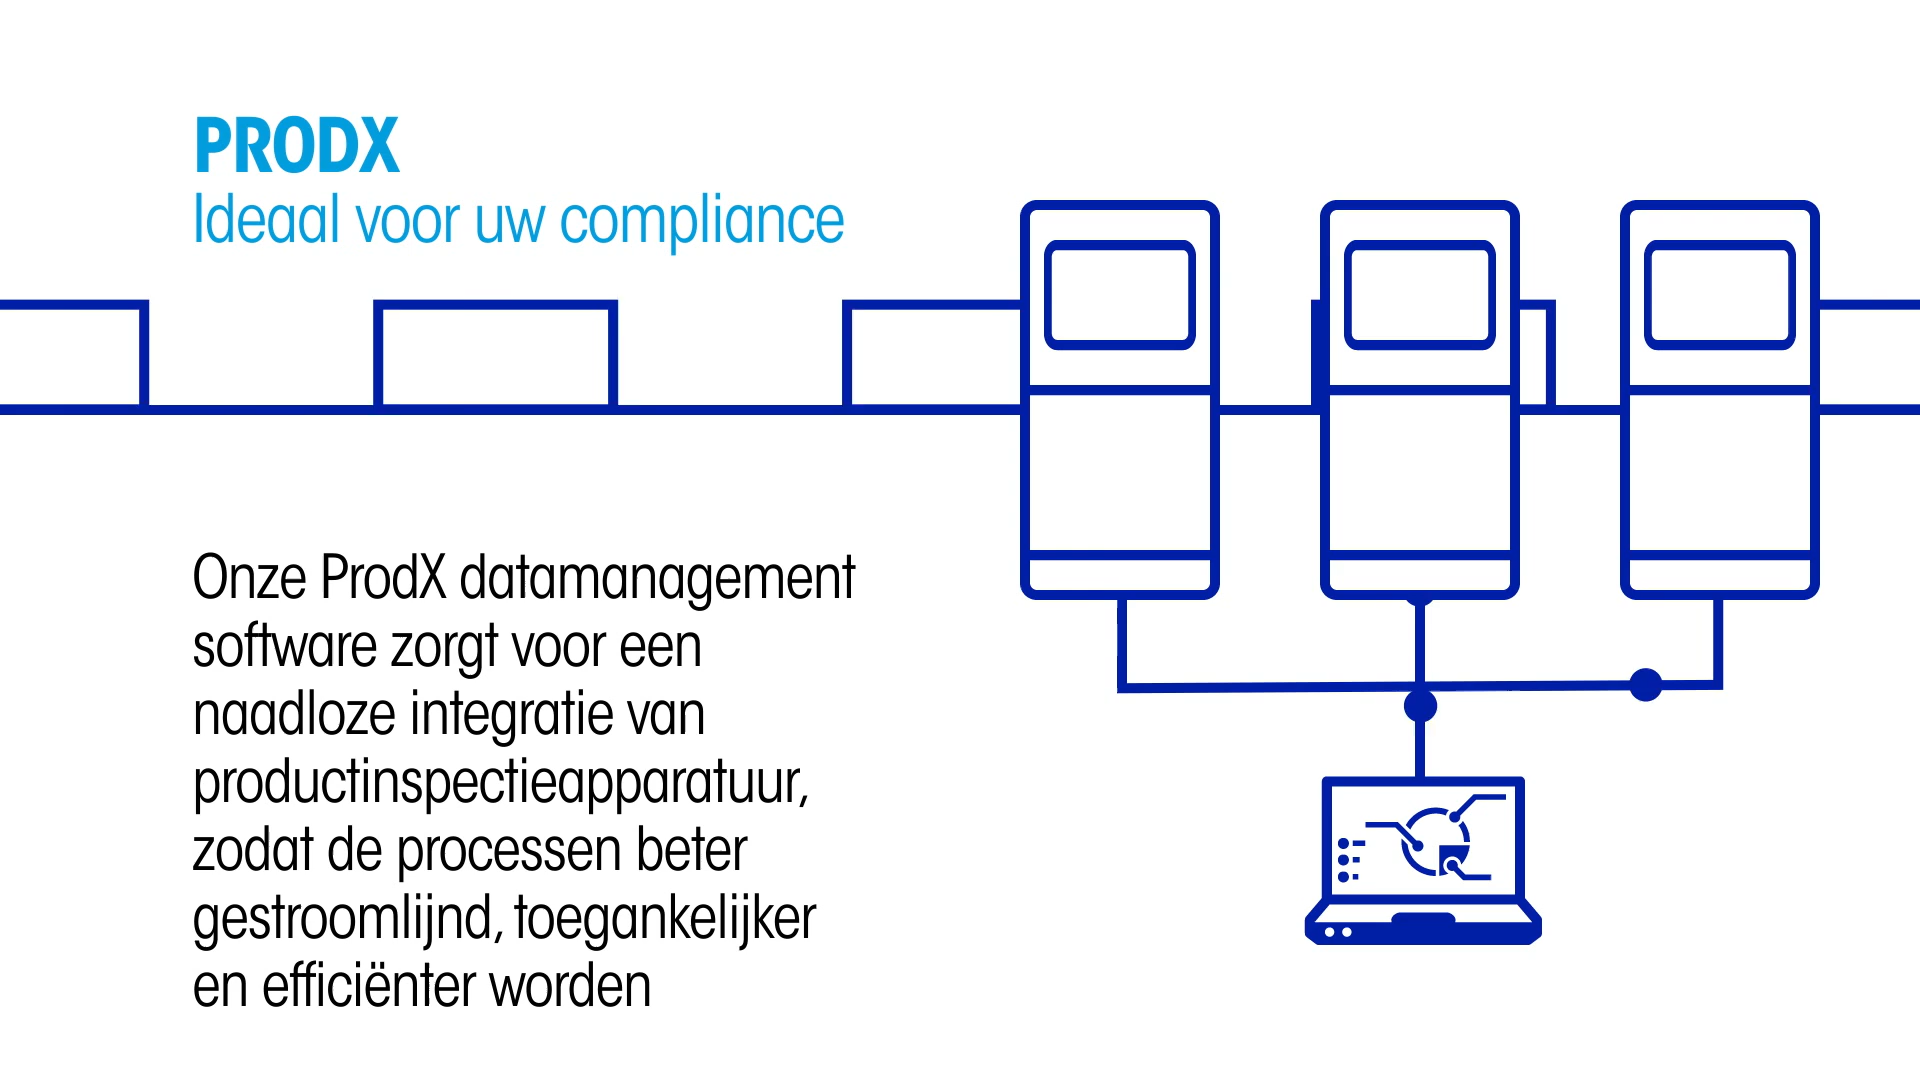 PRODX
Ideaal voor uw compliance
Onze ProdX datamanagement
software zorgt voor een
naadloze integratie van
productinspectieapparatuur,
zodat de processen beter
gestroomlijnd, toegankelijker
en efficiënter worden